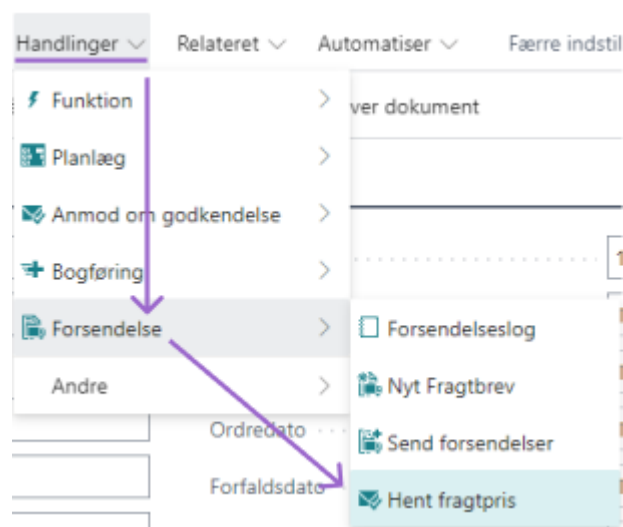 Handlinger Relateret Automatiser Færre indstil
Funktion
ver dokument
Planlæg
Anmod om godkendelse
Bogføring
Forsendelse
Forsendelseslog
Andre
Nyt Fragtbrev
Ordredato
Send forsendelser
Forfaldsdato
Hent fragtpris